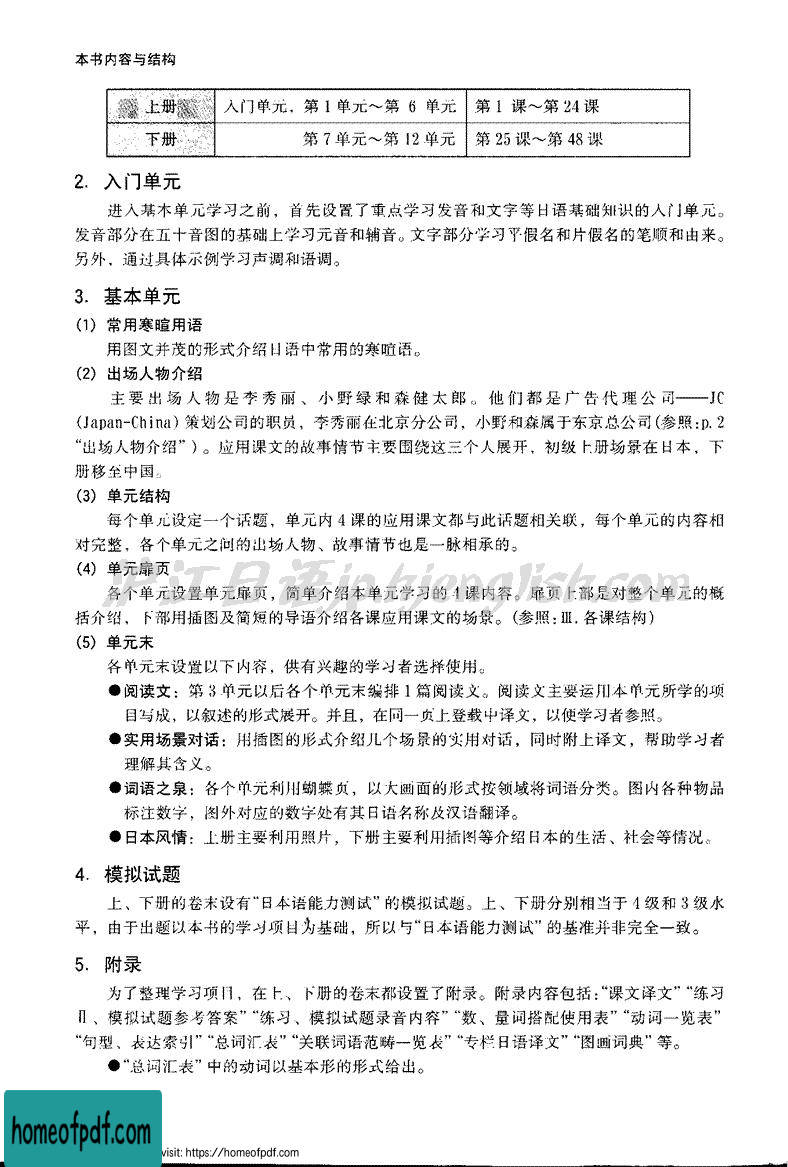 本书内容与结构
上册 入门单元，第1单元～第 6 单元 第1 课～第24课
下册 第7单元～第12单元 第25课～第48课
2. 入门单元
进入基本单元学习之前，首先设置了重点学习发音和文字等日语基础知识的入门单元。
发音部分在五十音图的基础上学习元音和辅音。文字部分学习平假名和片假名的笔顺和由来。
另外，通过具体示例学习声调和语调。
3. 基本单元
(1) 常用寒暄用语
用图文并茂的形式介绍日语中常用的寒暄语。
(2) 出场人物介绍
主要出场人物是李秀丽、小野绿和森健太郎。他们都是广告代理公司——JC
(Japan-China) 策划公司的职员，李秀丽在北京分公司，小野和森属于东京总公司(参照:p.2
“出场人物介绍”)。应用课文的故事情节主要围绕这三个人展开，初级上册场景在日本，下
册移至中国。
(3) 单元结构
每个单元设定一个话题，单元内4课的应用课文都与此话题相关联，每个单元的内容相
对完整，各个单元之间的出场人物、故事情节也是一脉相承的。
(4) 单元扉页
各个单元设置单元扉页，简单介绍本单元学习的4课内容。扉页上部是对整个单元的概
括介绍，下部用插图及简短的导语介绍各课应用课文的场景。(参照:Ⅲ.各课结构)
沪江日语jp.hjenglish.com
(5) 单元末
各单元末设置以下内容，供有兴趣的学习者选择使用。
●阅读文：第3单元以后各个单元末编排1篇阅读文。阅读文主要运用本单元所学的项
目写成，以叙述的形式展开。并且，在同一页上登载中译文，以便学习者参照。
●实用场景对话：用插图的形式介绍几个场景的实用对话，同时附上译文，帮助学习者
理解其含义。
●词语之泉：各个单元利用蝴蝶页，以大画面的形式按领域将词语分类。图内各种物品
标注数字，图外对应的数字处有其日语名称及汉语翻译。
●日本风情：上册主要利用照片，下册主要利用插图等介绍日本的生活、社会等情况。
4. 模拟试题
上、下册的卷末设有“日本语能力测试”的模拟试题。上、下册分别相当于4级和3级水
平，由于出题以本书的学习项目为基础，所以与“日本语能力测试”的基准并非完全一致。
5. 附录
为了整理学习项目，在上、下册的卷末都设置了附录。附录内容包括：“课文译文”“练习
Ⅱ、模拟试题参考答案”“练习、模拟试题录音内容”“数、量词搭配使用表”“动词一览表”
“句型、表达索引”“总词汇表”“关联词语范畴一览表”“专栏日语译文”“图画词典”等。
●“总词汇表”中的动词以基本形的形式给出。
homeofpdf.com
visit: https://homeofpdf.com